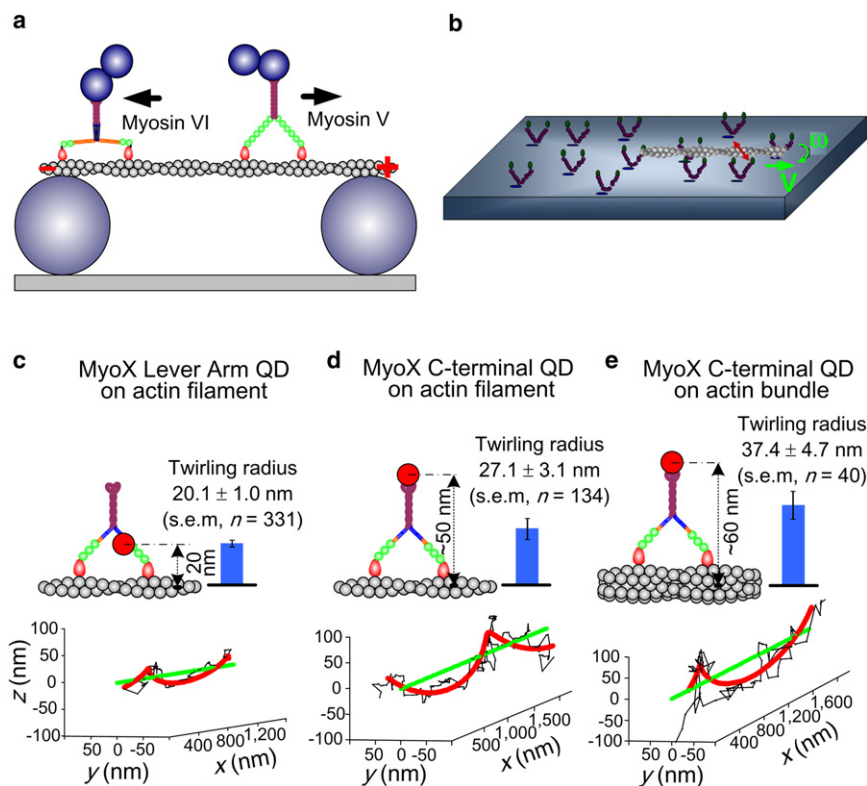 a
b
Myosin VI
Myosin V
−
+
ω
V
c
d
e
MyoX Lever Arm QD
on actin filament
MyoX C-terminal QD
on actin filament
MyoX C-terminal QD
on actin bundle
Twirling radius
20.1 ± 1.0 nm
(s.e.m, n = 331)
20
nm
Twirling radius
27.1 ± 3.1 nm
(s.e.m, n = 134)
~50 nm
Twirling radius
37.4 ± 4.7 nm
(s.e.m, n = 40)
~60 nm
z (nm)
100
50
0
-50
-100
50 0 -50
y (nm)
400 800 1,200
x (nm)
100
50
0
-50
-100
50 0 -50
y (nm)
500 1,000 1,500
x (nm)
100
50
0
-50
-100
50 0 -50
y (nm)
400 800 1,200 1,600
x (nm)